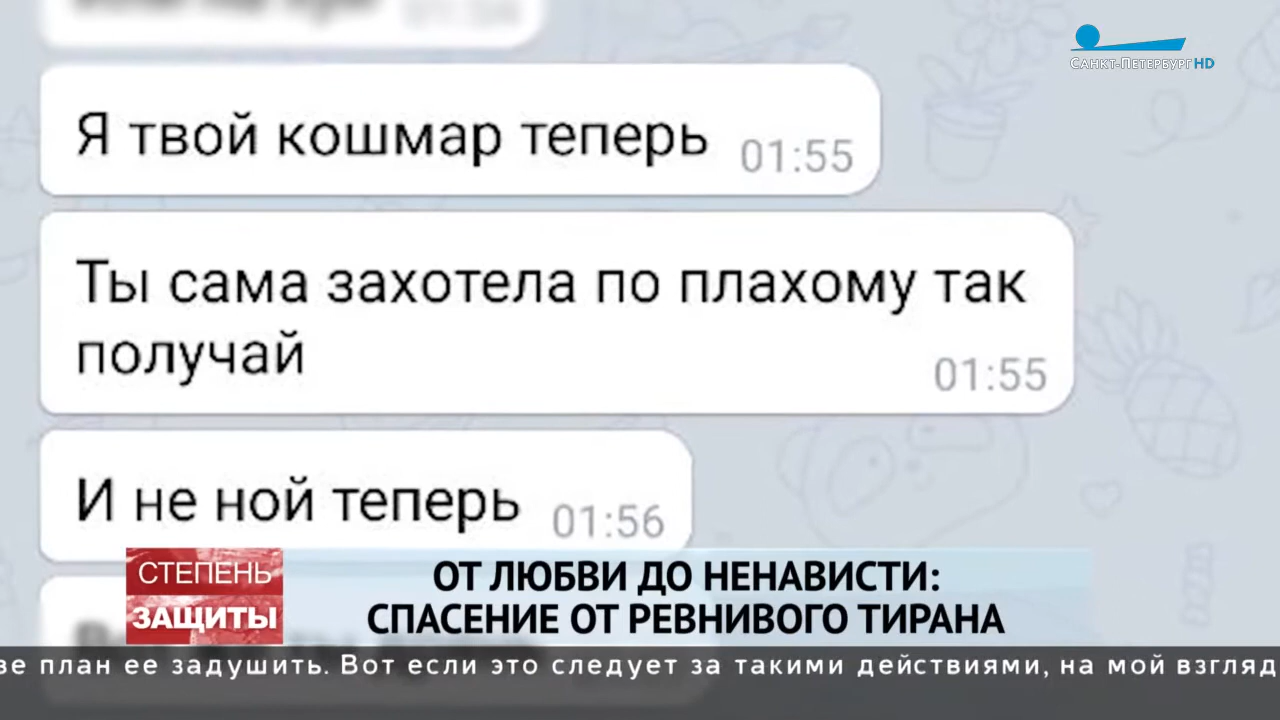 САНКТ-ПЕТЕРБУРГ HD
Я твой кошмар теперь 01:55
Ты сама захотела по плахому так
получай 01:55
И не ной теперь 01:56
СТЕПЕНЬ
ЗАЩИТЫ
ОТ ЛЮБВИ ДО НЕНАВИСТИ:
СПАСЕНИЕ ОТ РЕВНИВОГО ТИРАНА
план ее задушить. Вот если это следует за такими действиями, на мой взгляд